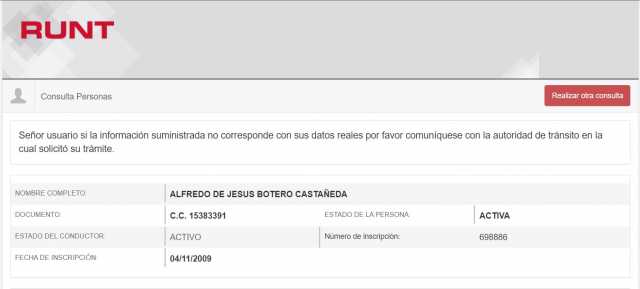 RUNT
Consulta Personas
Realizar otra consulta
Señor usuario si la información suministrada no corresponde con sus datos reales por favor comuníquese con la autoridad de tránsito en la
cual solicitó su trámite.
NOMBRE COMPLETO: ALFREDO DE JESUS BOTERO CASTAÑEDA
DOCUMENTO: C.C. 15383391 ESTADO DE LA PERSONA: ACTIVA
ESTADO DEL CONDUCTOR: ACTIVO Número de inscripción: 698886
FECHA DE INSCRIPCIÓN: 04/11/2009